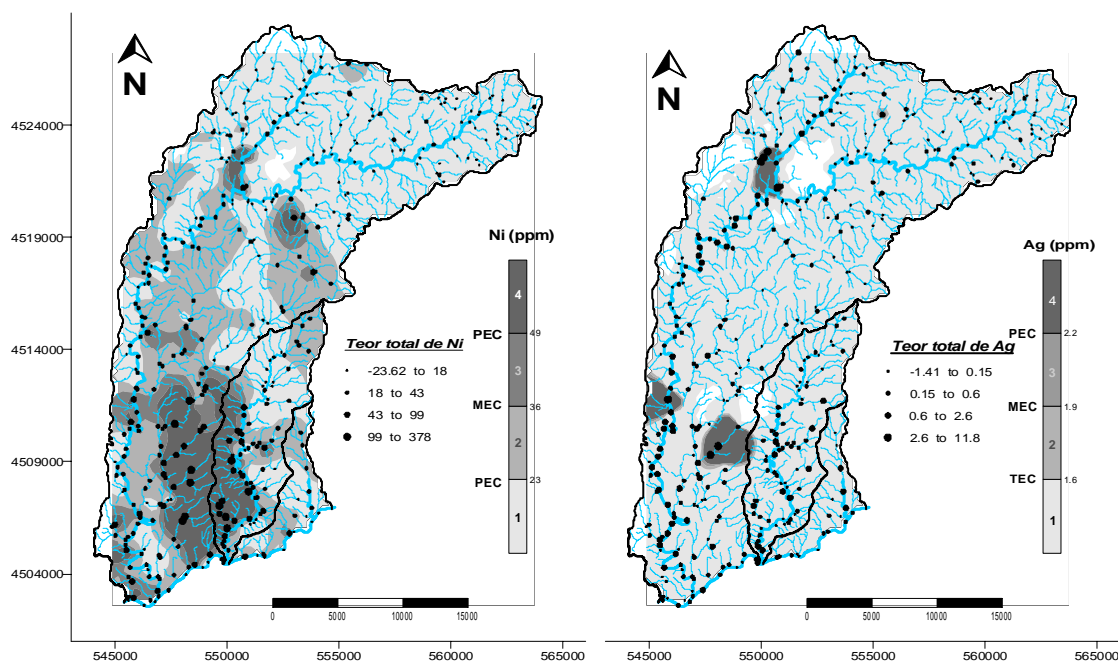 N
4524000
4519000
4514000
4509000
4504000
Ni (ppm)
4
PEC
49
3
MEC
36
2
PEC
23
1
Teor total de Ni
-23.62 to 18
18 to 43
43 to 99
99 to 378
0 5000 10000 15000
545000 550000 555000 560000 565000
N
Ag (ppm)
4
PEC
2.2
3
MEC
1.9
2
TEC
1.6
1
Teor total de Ag
-1.41 to 0.15
0.15 to 0.6
0.6 to 2.6
2.6 to 11.8
0 5000 10000 15000
545000 550000 555000 560000 565000